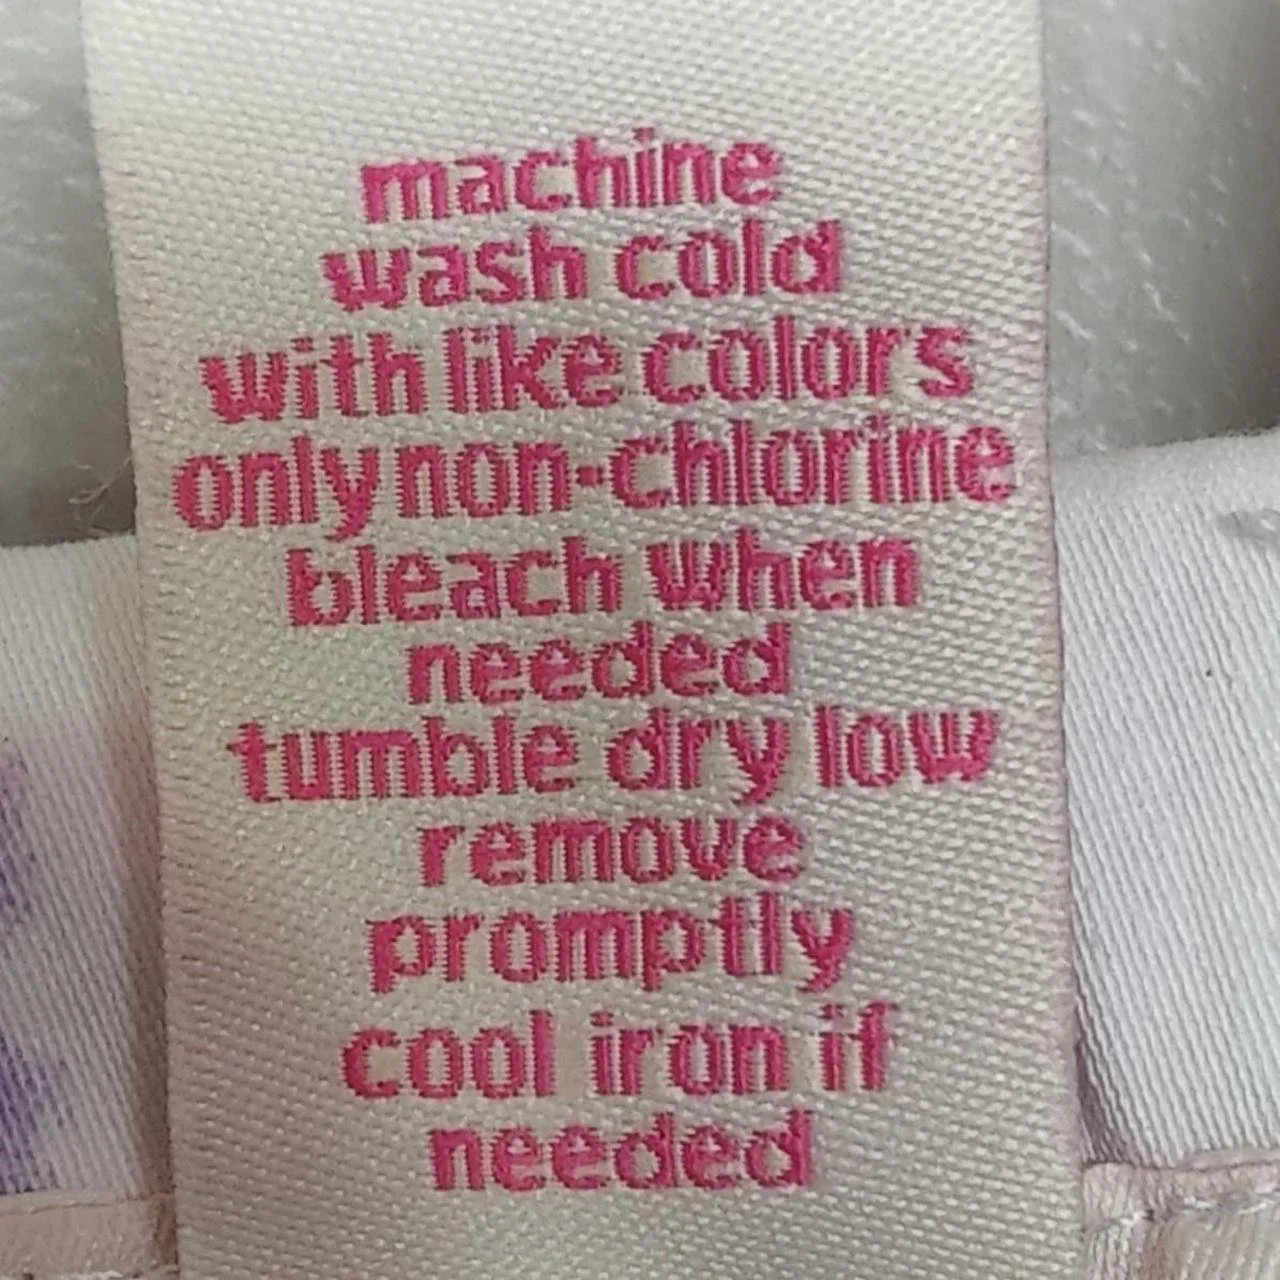 machine
wash cold
with like colors
only non-chlorine
bleach when
needed
tumble dry low
remove
promptly
cool iron if
needed